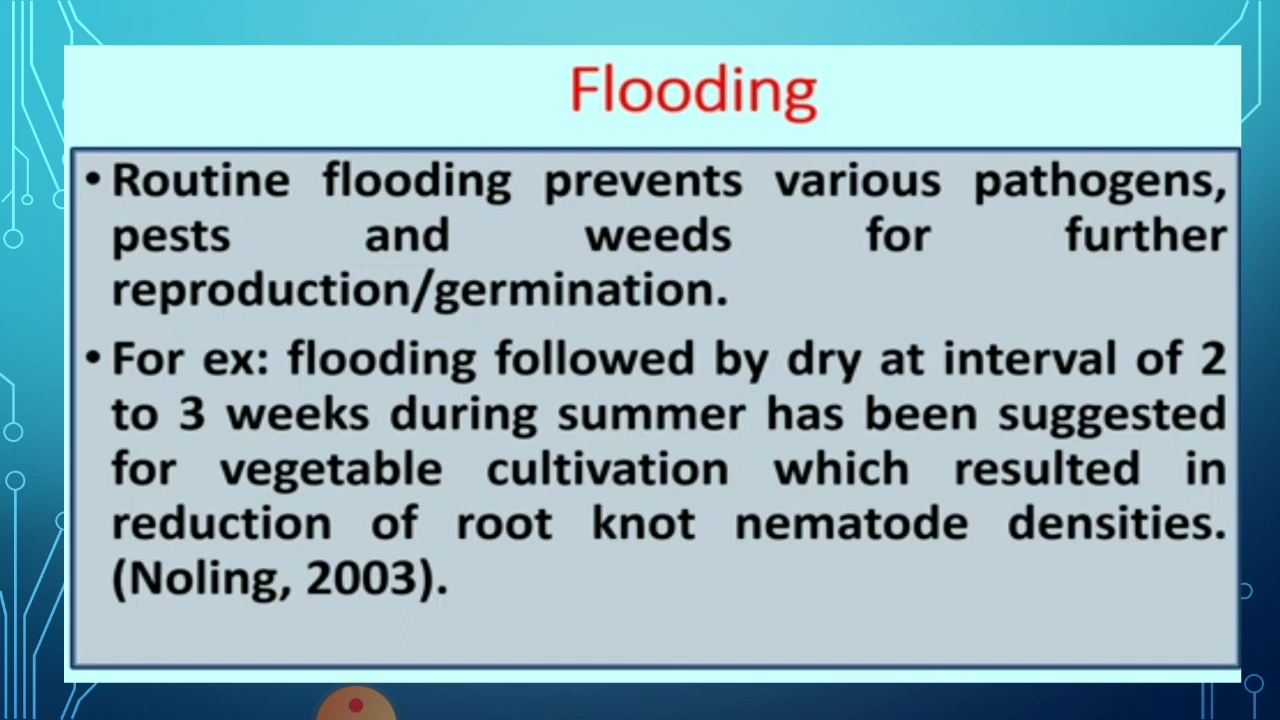 Flooding
• Routine flooding prevents various pathogens,
pests and weeds for further
reproduction/germination.
• For ex: flooding followed by dry at interval of 2
to 3 weeks during summer has been suggested
for vegetable cultivation which resulted in
reduction of root knot nematode densities.
(Noling, 2003).